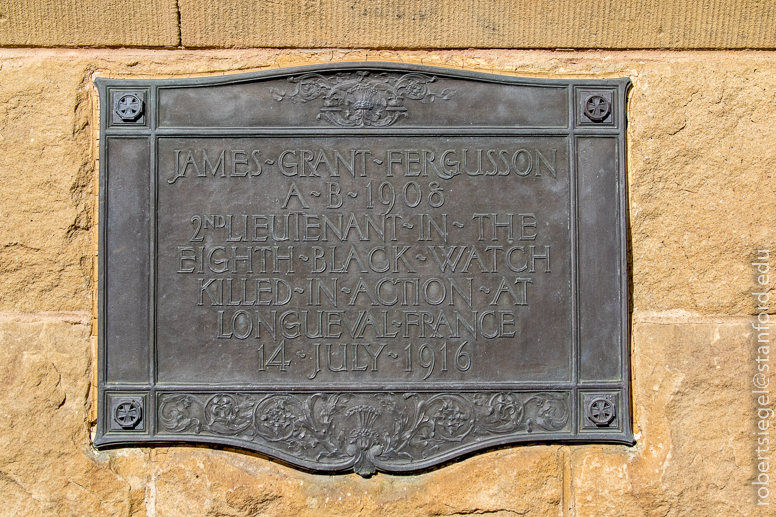 JAMES~GRANT~FERGUSSON
A~B~1908
2ND LIEUTENANT~IN~THE
EIGHTH~BLACK~WATCH
KILLED~IN~ACTION~AT
LONGUEVAL~FRANCE
14~JULY~1916
robertsiegel@stanford.edu